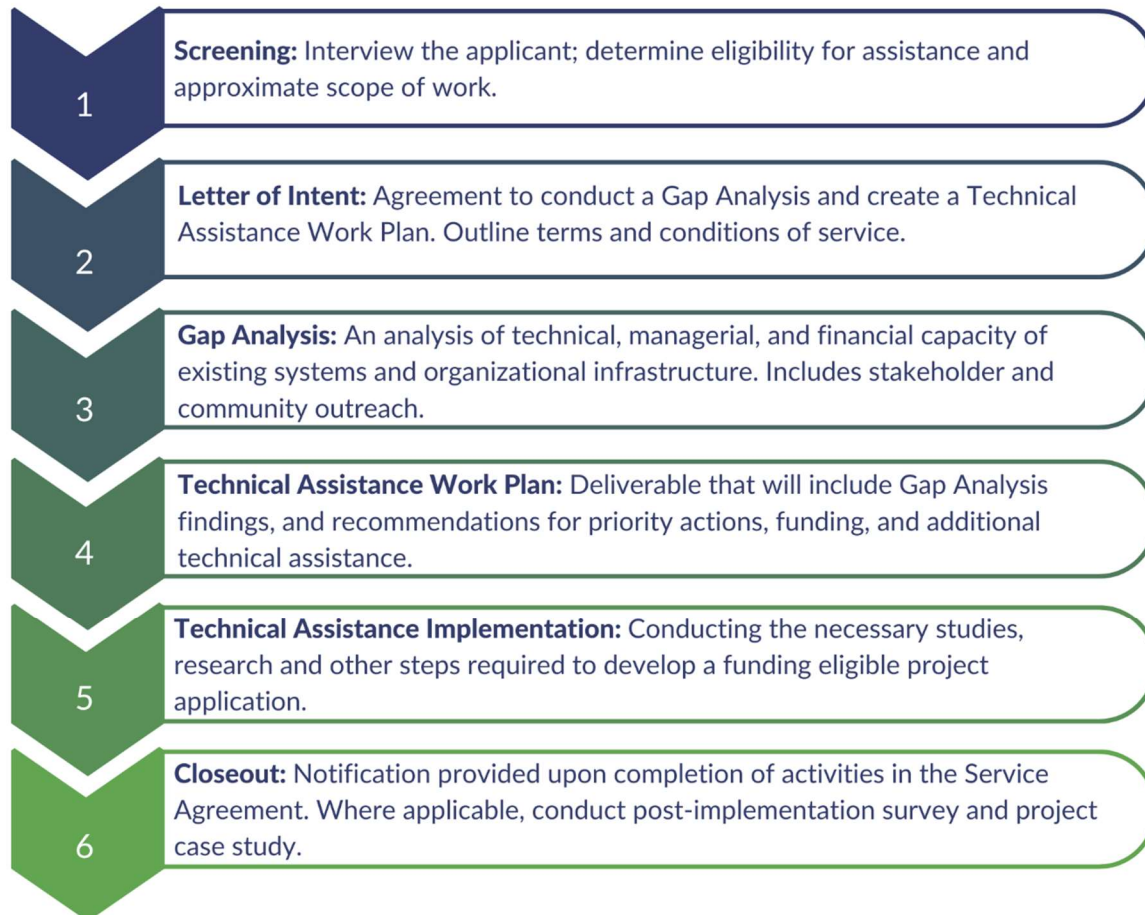 1
Screening: Interview the applicant; determine eligibility for assistance and
approximate scope of work.
2
Letter of Intent: Agreement to conduct a Gap Analysis and create a Technical
Assistance Work Plan. Outline terms and conditions of service.
3
Gap Analysis: An analysis of technical, managerial, and financial capacity of
existing systems and organizational infrastructure. Includes stakeholder and
community outreach.
4
Technical Assistance Work Plan: Deliverable that will include Gap Analysis
findings, and recommendations for priority actions, funding, and additional
technical assistance.
5
Technical Assistance Implementation: Conducting the necessary studies,
research and other steps required to develop a funding eligible project
application.
6
Closeout: Notification provided upon completion of activities in the Service
Agreement. Where applicable, conduct post-implementation survey and project
case study.